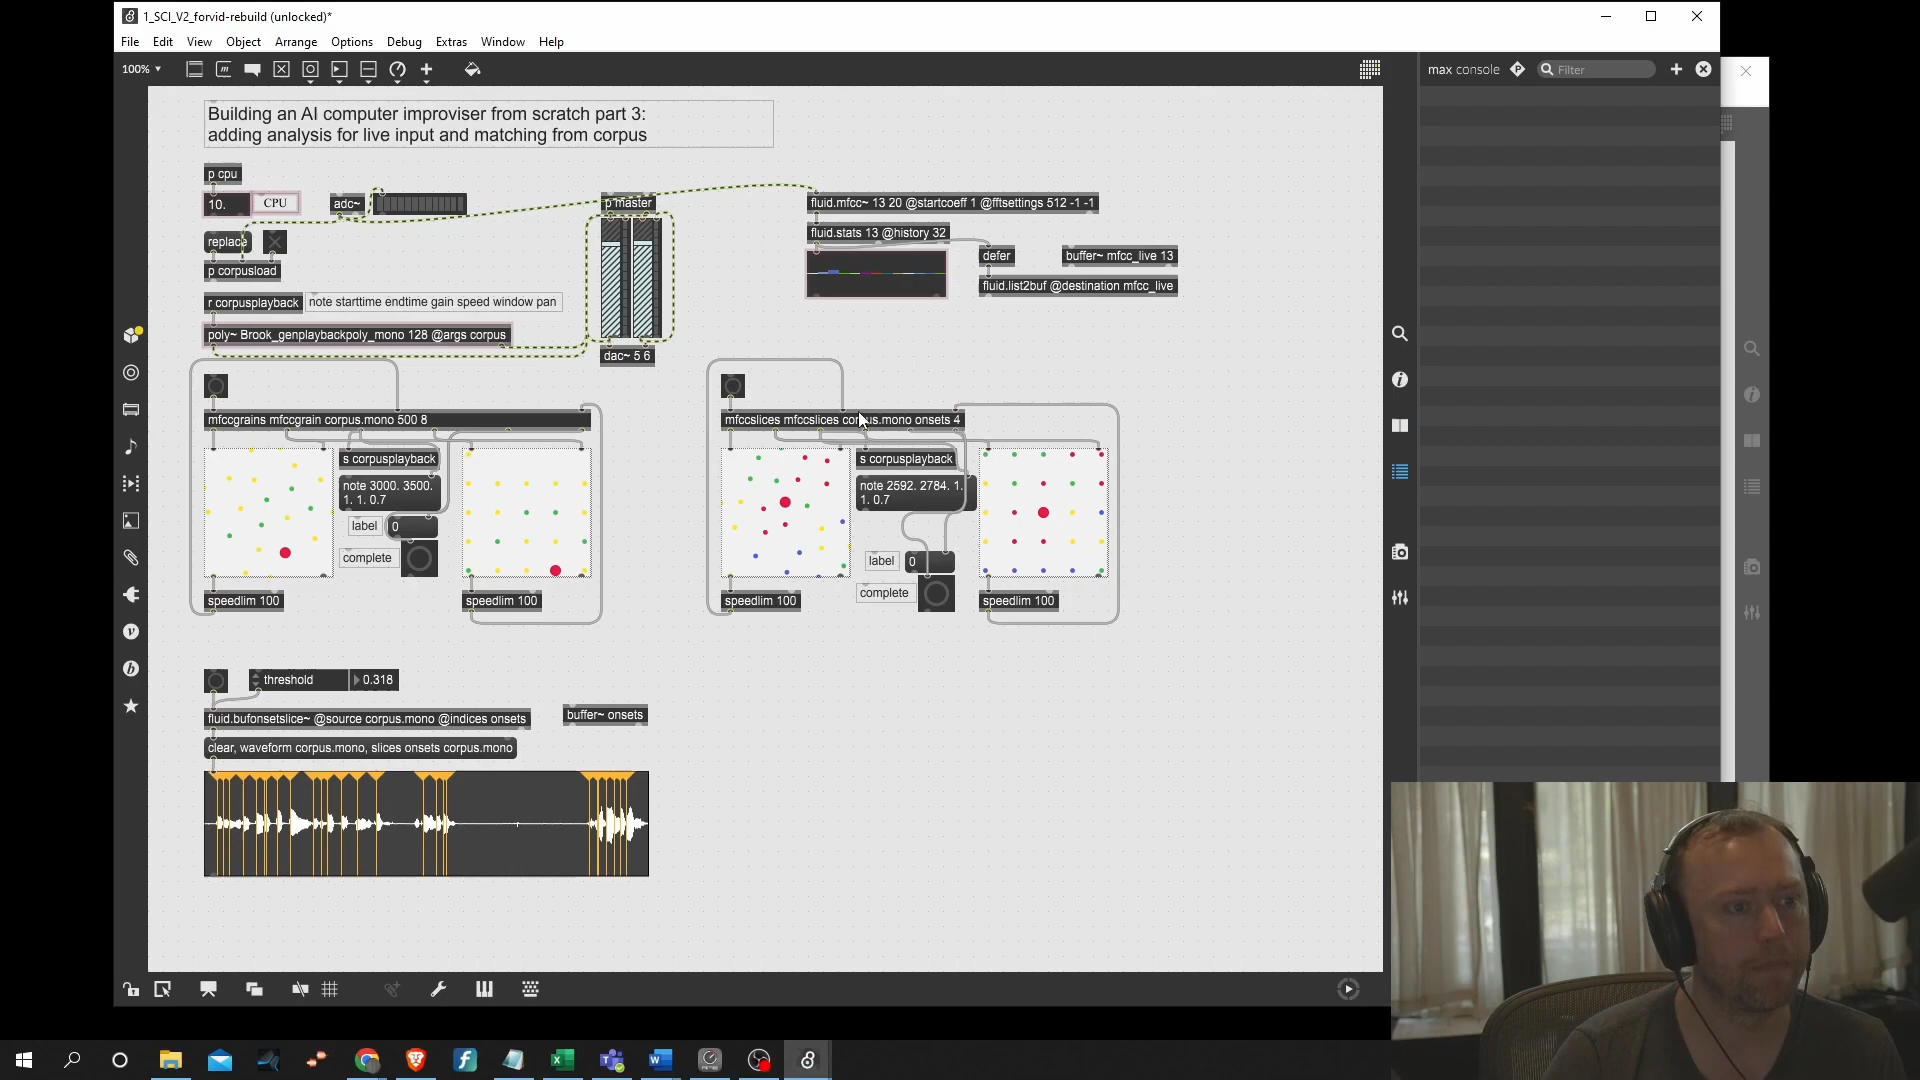 1_SCI_V2_forvid-rebuild (unlocked)*
File Edit View Object Arrange Options Debug Extras Window Help
100%
max console
Filter
Building an AI computer improviser from scratch part 3:
adding analysis for live input and matching from corpus
p cpu
10.
CPU
adc~
p master
fluid.mfcc~ 13 20 @startcoeff 1 @fftsettings 512 -1 -1
replace
fluid.stats 13 @history 32
defer
buffer~ mfcc_live 13
p corpusload
fluid.list2buf @destination mfcc_live
r corpusplayback
note starttime endtime gain speed window pan
poly~ Brook_genplaybackpoly_mono 128 @args corpus
dac~ 5 6
mfccgrains mfccgrain corpus.mono 500 8
mfccslices mfccslices corpus.mono onsets 4
s corpusplayback
s corpusplayback
note 3000. 3500.
1. 1. 0.7
note 2592. 2784. 1.
1. 0.7
label
0
label
0
complete
complete
speedlim 100
speedlim 100
speedlim 100
speedlim 100
threshold
0.318
fluid.bufonsetslice~ @source corpus.mono @indices onsets
buffer~ onsets
clear, waveform corpus.mono, slices onsets corpus.mono